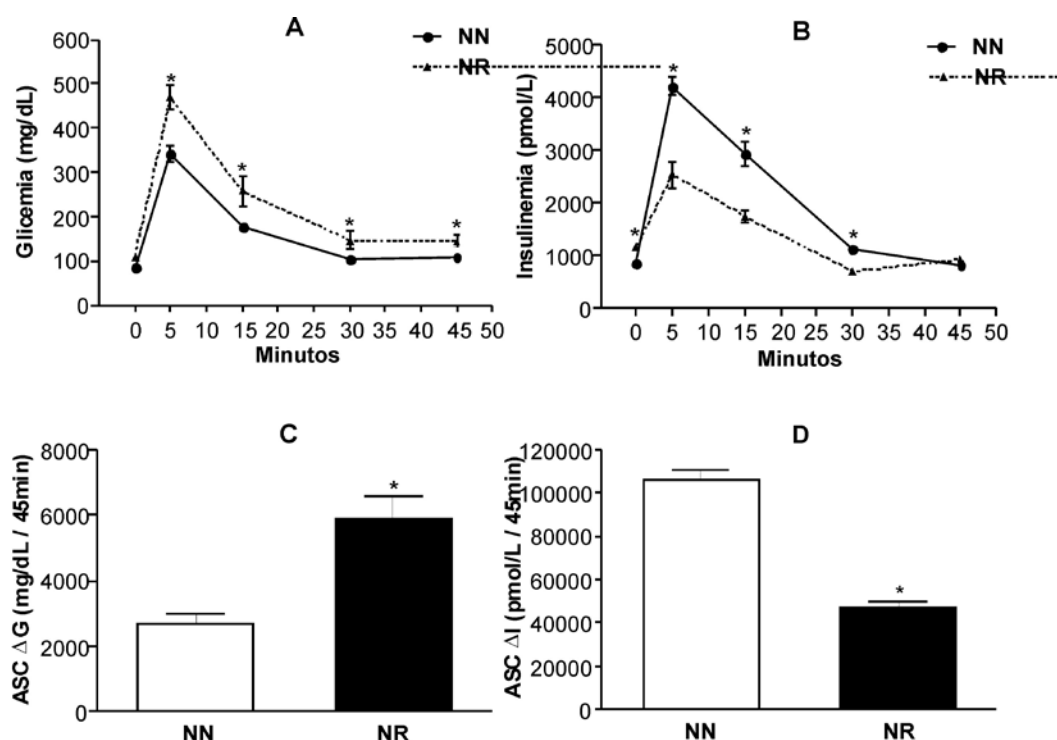 A
NN
NR
Glicemia (mg/dL)
600
500
400
300
200
100
0
*
*
*
*
0 5 10 15 20 25 30 35 40 45 50
Minutos
B
NN
NR
Insulinemia (pmol/L)
5000
4000
3000
2000
1000
0
*
*
*
*
0 5 10 15 20 25 30 35 40 45 50
Minutos
C
ASC ΔG (mg/dL / 45min)
8000
6000
4000
2000
0
*
NN NR
D
ASC ΔI (pmol/L / 45min)
120000
100000
80000
60000
40000
20000
0
*
NN NR